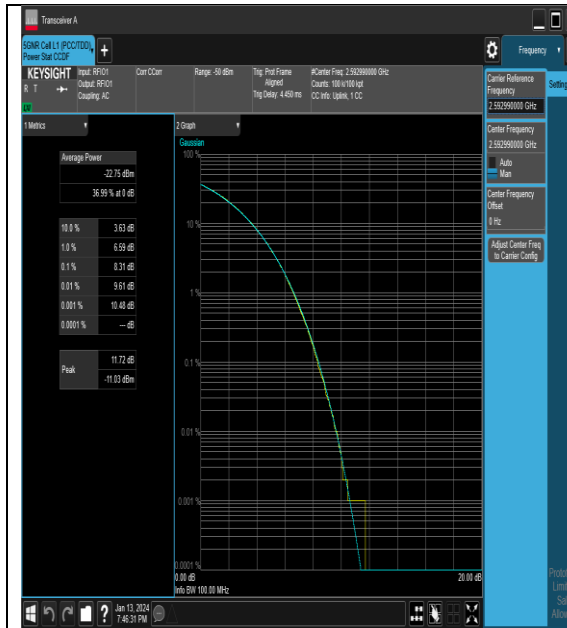 Transceiver A
5GNR Cell L1 (PCC/TDD)
Power Stat CCDF
Frequency
KEYSIGHT
R T
Input: RFIO1
Output: RFIO1
Coupling: AC
Corr CCorr
Range: -50 dBm
Trig: Prot Frame
Aligned
Trig Delay: 4.450 ms
#Center Freq: 2.592990000 GHz
Counts: 100 k/100 kpt
CC Info: Uplink, 1 CC
Carrier Reference
Frequency
2.592990000 GHz
Center Frequency
2.592990000 GHz
Auto
Man
Center Frequency
Offset
0 Hz
Adjust Center Freq
to Carrier Config
1 Metrics
Average Power
-22.75 dBm
36.99 % at 0 dB
10.0 % 3.63 dB
1.0 % 6.59 dB
0.1 % 8.31 dB
0.01 % 9.61 dB
0.001 % 10.48 dB
0.0001 % --- dB
Peak 11.72 dB
-11.03 dBm
2 Graph
Gaussian
100 %
10 %
1 %
0.1 %
0.01 %
0.001 %
0.0001 %
0.00 dB 20.00 dB
Info BW 100.00 MHz
Jan 13, 2024
7:46:31 PM